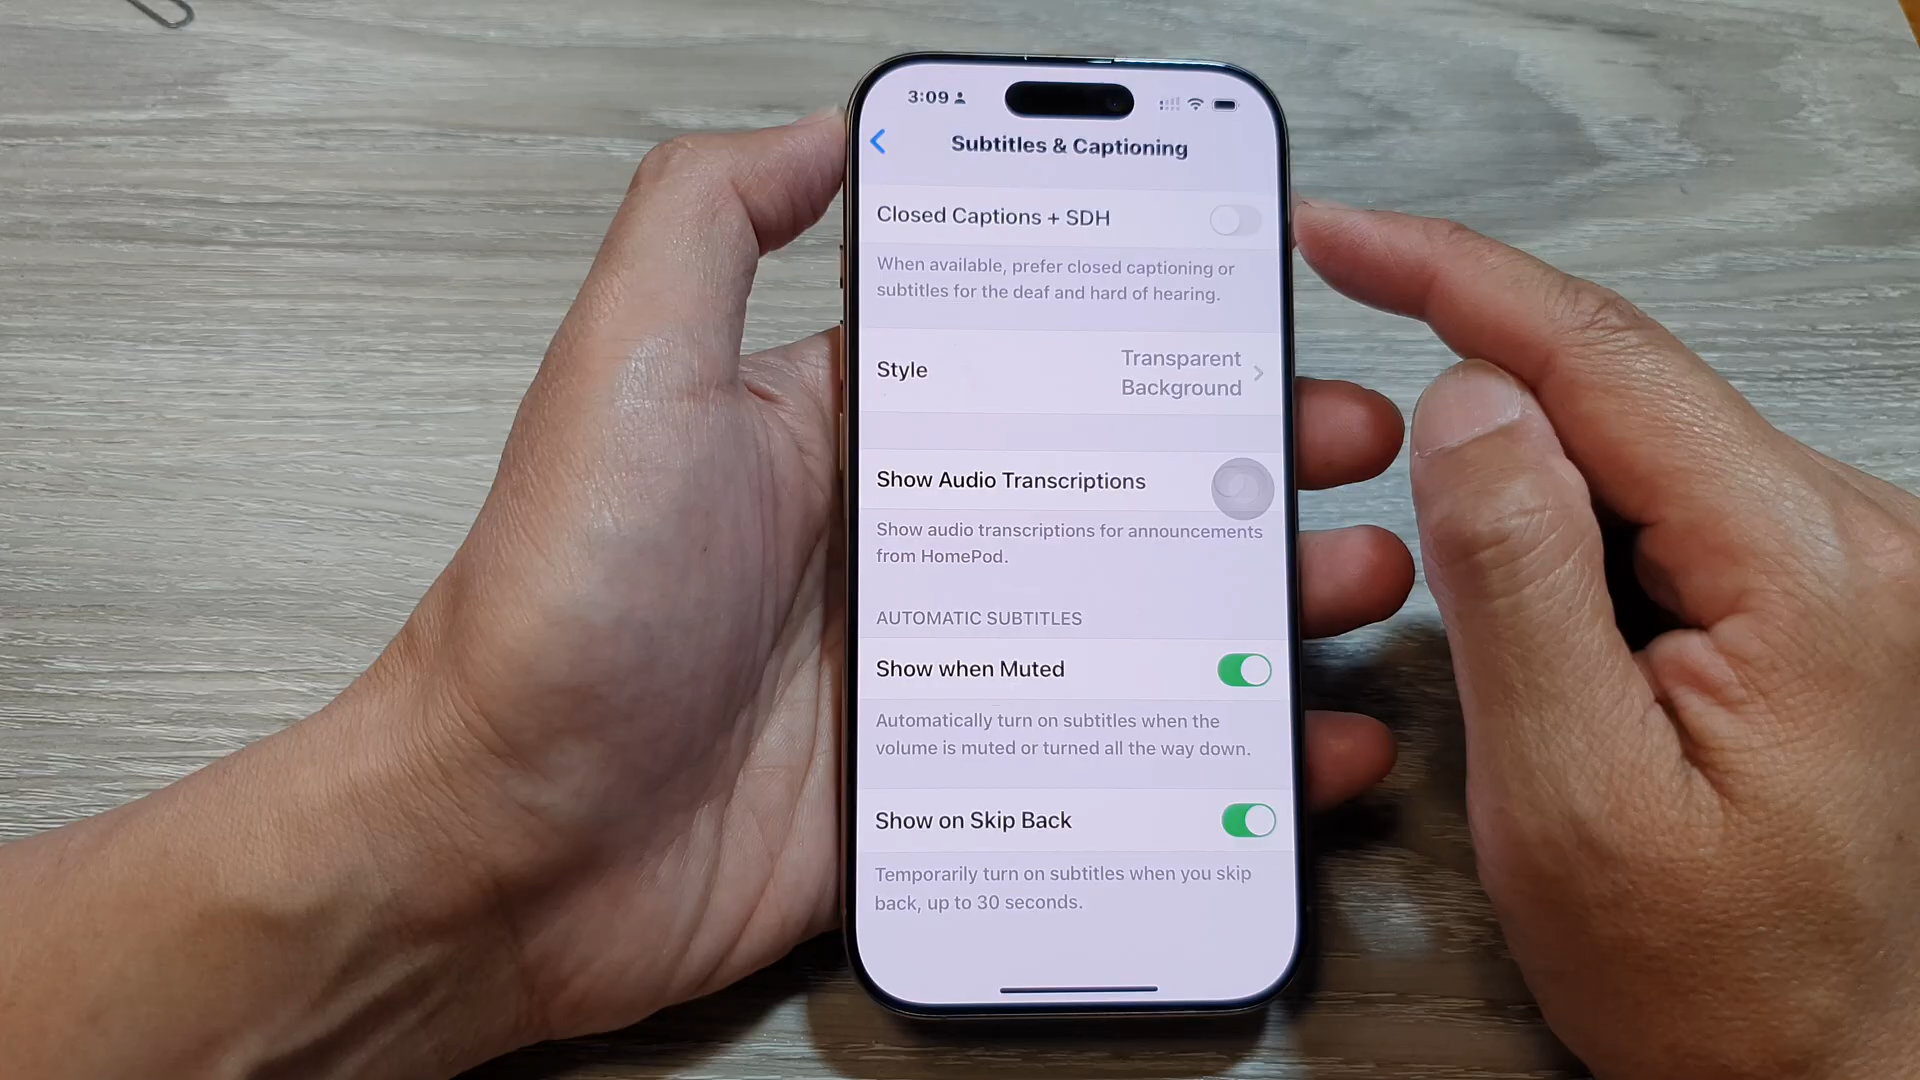 3:09
Subtitles & Captioning
Closed Captions + SDH
When available, prefer closed captioning or
subtitles for the deaf and hard of hearing.
Style
Transparent
Background
Show Audio Transcriptions
Show audio transcriptions for announcements
from HomePod.
AUTOMATIC SUBTITLES
Show when Muted
Automatically turn on subtitles when the
volume is muted or turned all the way down.
Show on Skip Back
Temporarily turn on subtitles when you skip
back, up to 30 seconds.